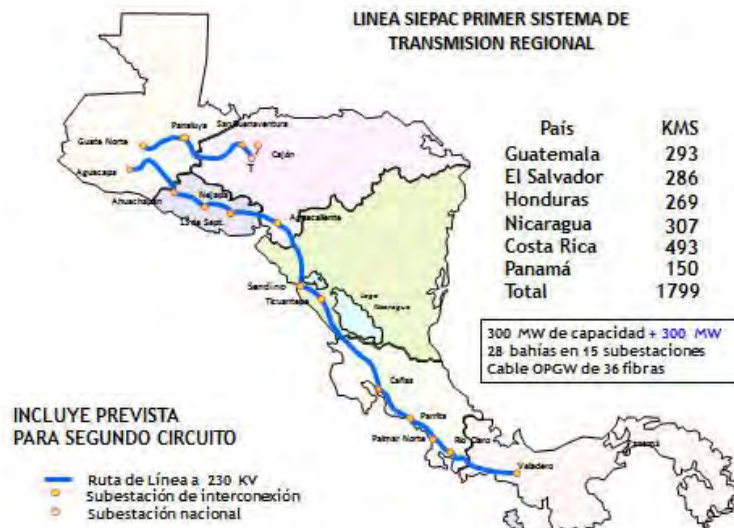 LINEA SIEPAC PRIMER SISTEMA DE
TRANSMISION REGIONAL
País KMS
Guatemala 293
El Salvador 286
Honduras 269
Nicaragua 307
Costa Rica 493
Panamá 150
Total 1799
300 MW de capacidad + 300 MW
28 bahías en 15 subestaciones
Cable OPGW de 36 fibras
Guate Norte
Panaluya
San Buenaventura
Cajón
T
Aguacapa
Ahuachapán
Nejapa
15 de Sept.
Aguacaliente
Sandino
Ticuantepe
Lago
Nicaragua
Cañas
Parrita
Palmar Norte
Río Claro
Veladero
Panamá
INCLUYE PREVISTA
PARA SEGUNDO CIRCUITO
Ruta de Línea a 230 KV
Subestación de interconexión
Subestación nacional